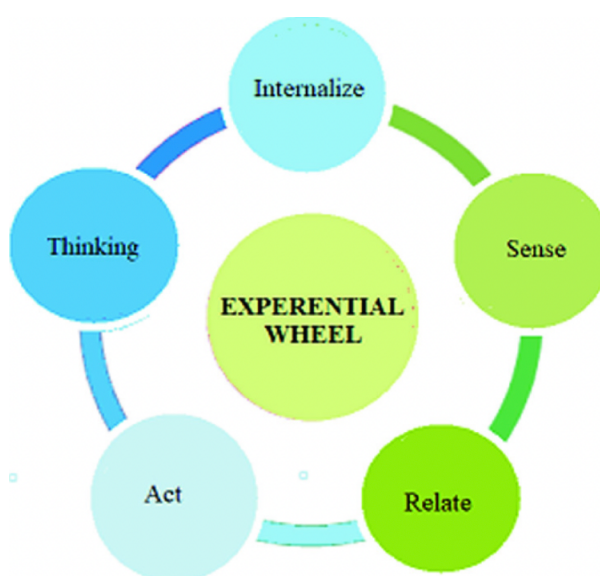 Internalize
Thinking
Sense
EXPERENTIAL
WHEEL
Act
Relate